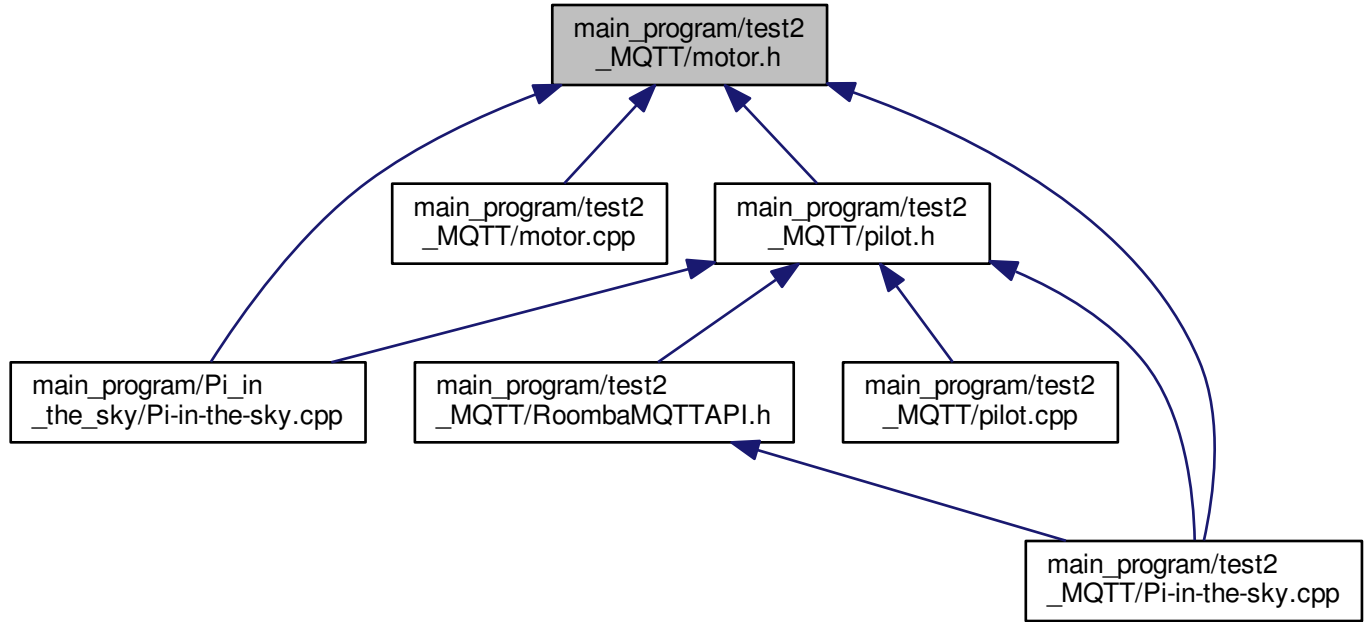 main_program/test2
_MQTT/motor.h
main_program/test2
_MQTT/motor.cpp
main_program/test2
_MQTT/pilot.h
main_program/Pi_in
_the_sky/Pi-in-the-sky.cpp
main_program/test2
_MQTT/RoombaMQTTAPI.h
main_program/test2
_MQTT/pilot.cpp
main_program/test2
_MQTT/Pi-in-the-sky.cpp